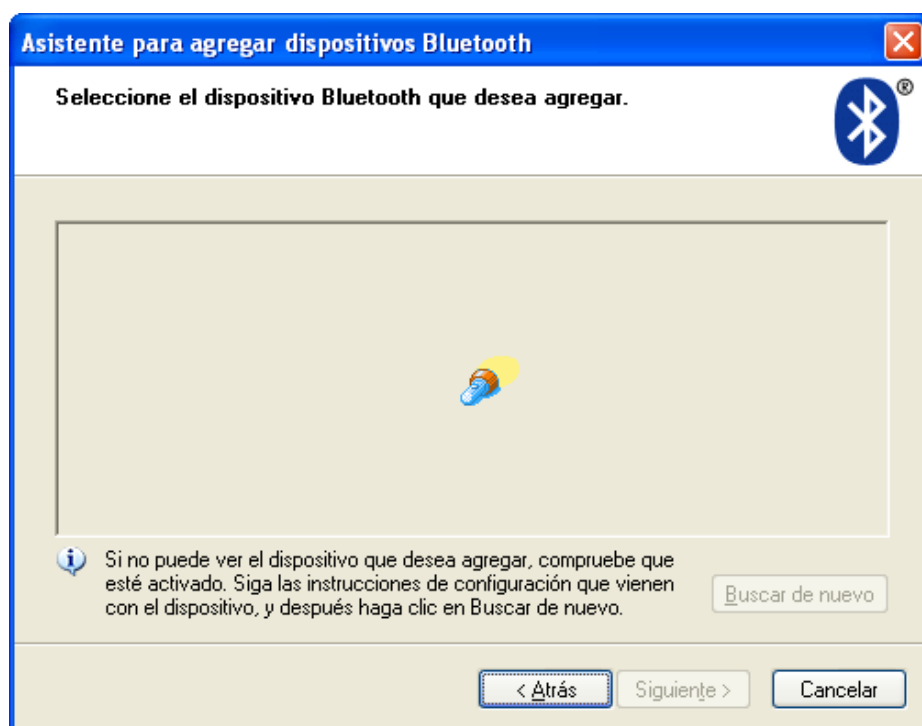 Asistente para agregar dispositivos Bluetooth
Seleccione el dispositivo Bluetooth que desea agregar.
®
Si no puede ver el dispositivo que desea agregar, compruebe que
esté activado. Siga las instrucciones de configuración que vienen
con el dispositivo, y después haga clic en Buscar de nuevo.
Buscar de nuevo
< Atrás
Siguiente >
Cancelar